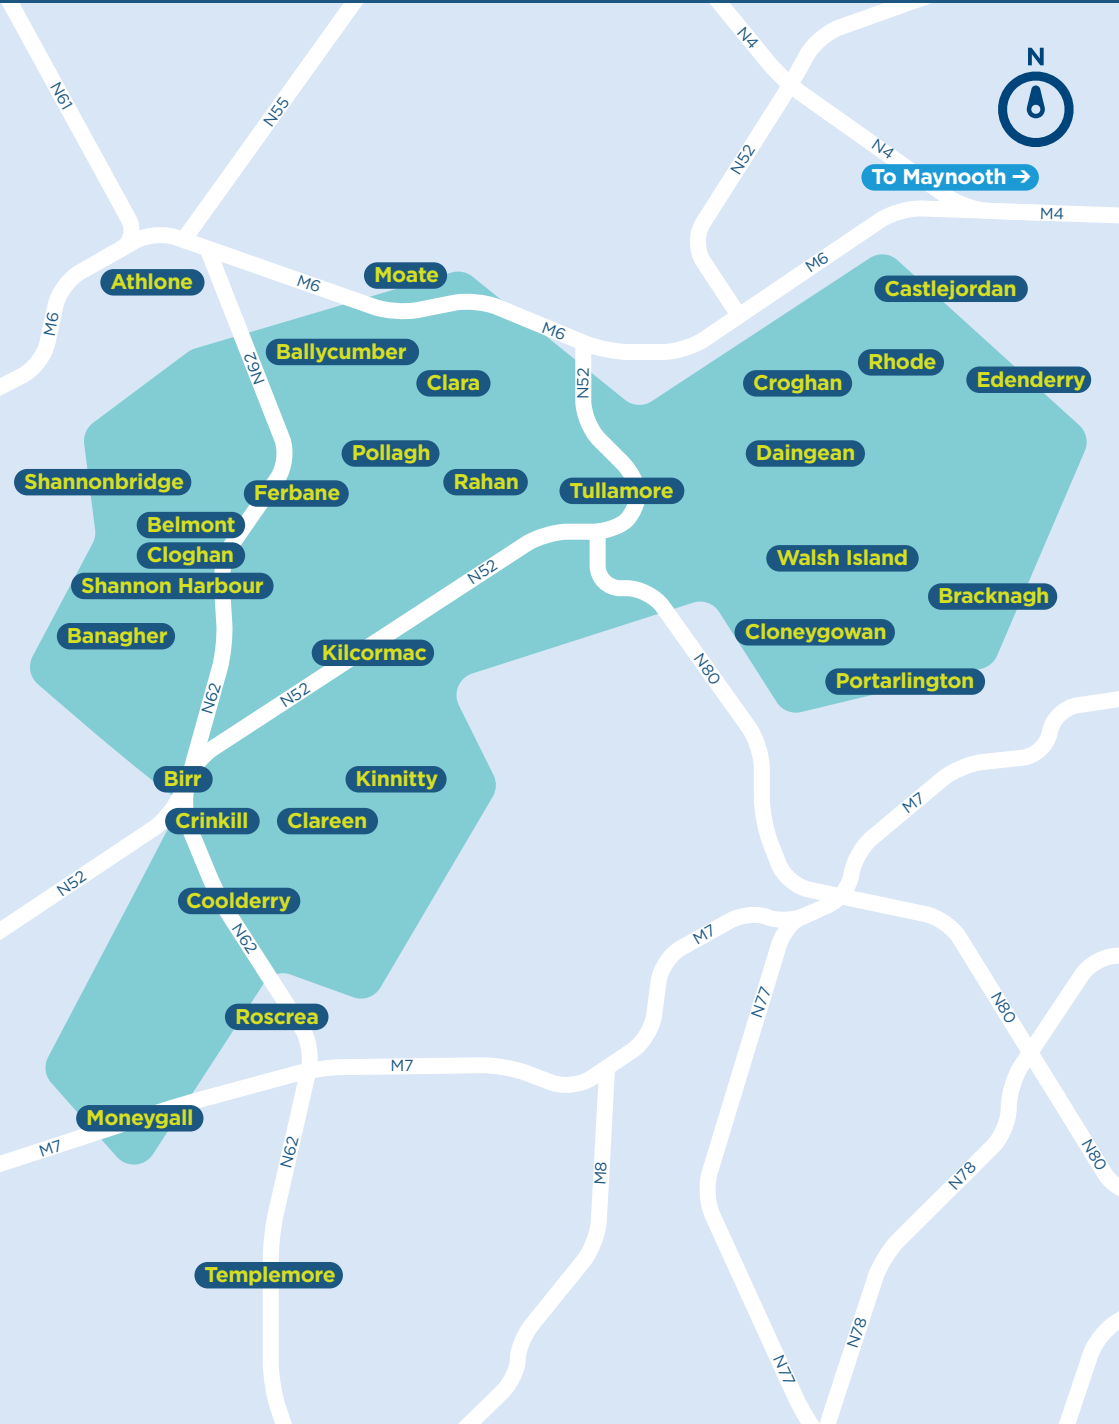 N4
N
N61
N55
N4
N52
To Maynooth →
M4
M6
Moate
Athlone
M6
Castlejordan
M6
M6
Ballycumber
Rhode
N62
Clara
N52
Croghan
Edenderry
Pollagh
Daingean
Shannonbridge
Rahan
Ferbane
Tullamore
Belmont
Cloghan
Walsh Island
N52
Shannon Harbour
Bracknagh
Banagher
Cloneygowan
Kilcormac
N80
Portarlington
N62
N52
Birr
Kinnitty
M7
Crinkill
Clareen
N52
Coolderry
N62
M7
N77
N80
Roscrea
M7
Moneygall
M7
N62
N80
M8
N78
Templemore
N78
N77